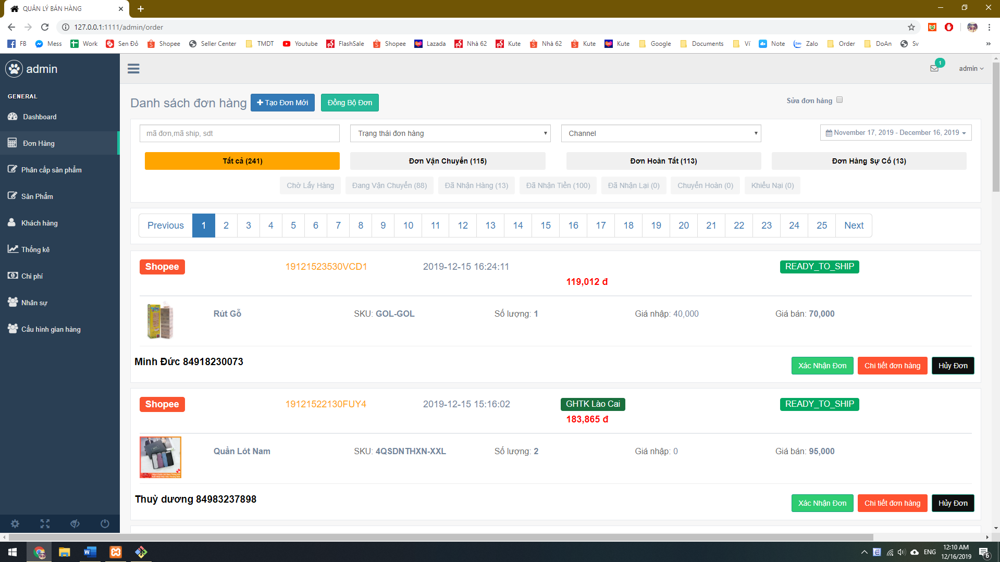 QUẢN LÝ BÁN HÀNG
127.0.0.1:1111/admin/order
FB Mess Work Sen Đỏ Shopee Seller Center TMDT Youtube FlashSale Shopee Lazada Nhà 62 Kute Nhà 62 Kute Kute Google Documents Ví Note Zalo Order DoAn Sv »
admin
1
admin
GENERAL
Dashboard
Đơn Hàng
Phân cấp sản phẩm
Sản Phẩm
Khách hàng
Thống kê
Chi phí
Nhân sự
Cấu hình gian hàng
Danh sách đơn hàng
+ Tạo Đơn Mới
Đồng Bộ Đơn
Sửa đơn hàng
mã đơn,mã ship, sdt
Trạng thái đơn hàng
Channel
November 17, 2019 - December 16, 2019
Tất cả (241)
Đơn Vận Chuyển (115)
Đơn Hoàn Tất (113)
Đơn Hàng Sự Cố (13)
Chờ Lấy Hàng
Đang Vận Chuyển (88)
Đã Nhận Hàng (13)
Đã Nhận Tiền (100)
Đã Nhận Lại (0)
Chuyển Hoàn (0)
Khiếu Nại (0)
Previous 1 2 3 4 5 6 7 8 9 10 11 12 13 14 15 16 17 18 19 20 21 22 23 24 25 Next
Shopee
19121523530VCD1
2019-12-15 16:24:11
READY_TO_SHIP
119,012 đ
Rút Gỗ
SKU: GOL-GOL
Số lượng: 1
Giá nhập: 40,000
Giá bán: 70,000
Minh Đức 84918230073
Xác Nhận Đơn
Chi tiết đơn hàng
Hủy Đơn
Shopee
19121522130FUY4
2019-12-15 15:16:02
GHTK Lào Cai
READY_TO_SHIP
183,865 đ
Quần Lót Nam
SKU: 4QSDNTHXN-XXL
Số lượng: 2
Giá nhập: 0
Giá bán: 95,000
Thuỳ dương 84983237898
Xác Nhận Đơn
Chi tiết đơn hàng
Hủy Đơn
ENG
12:10 AM
12/16/2019
6